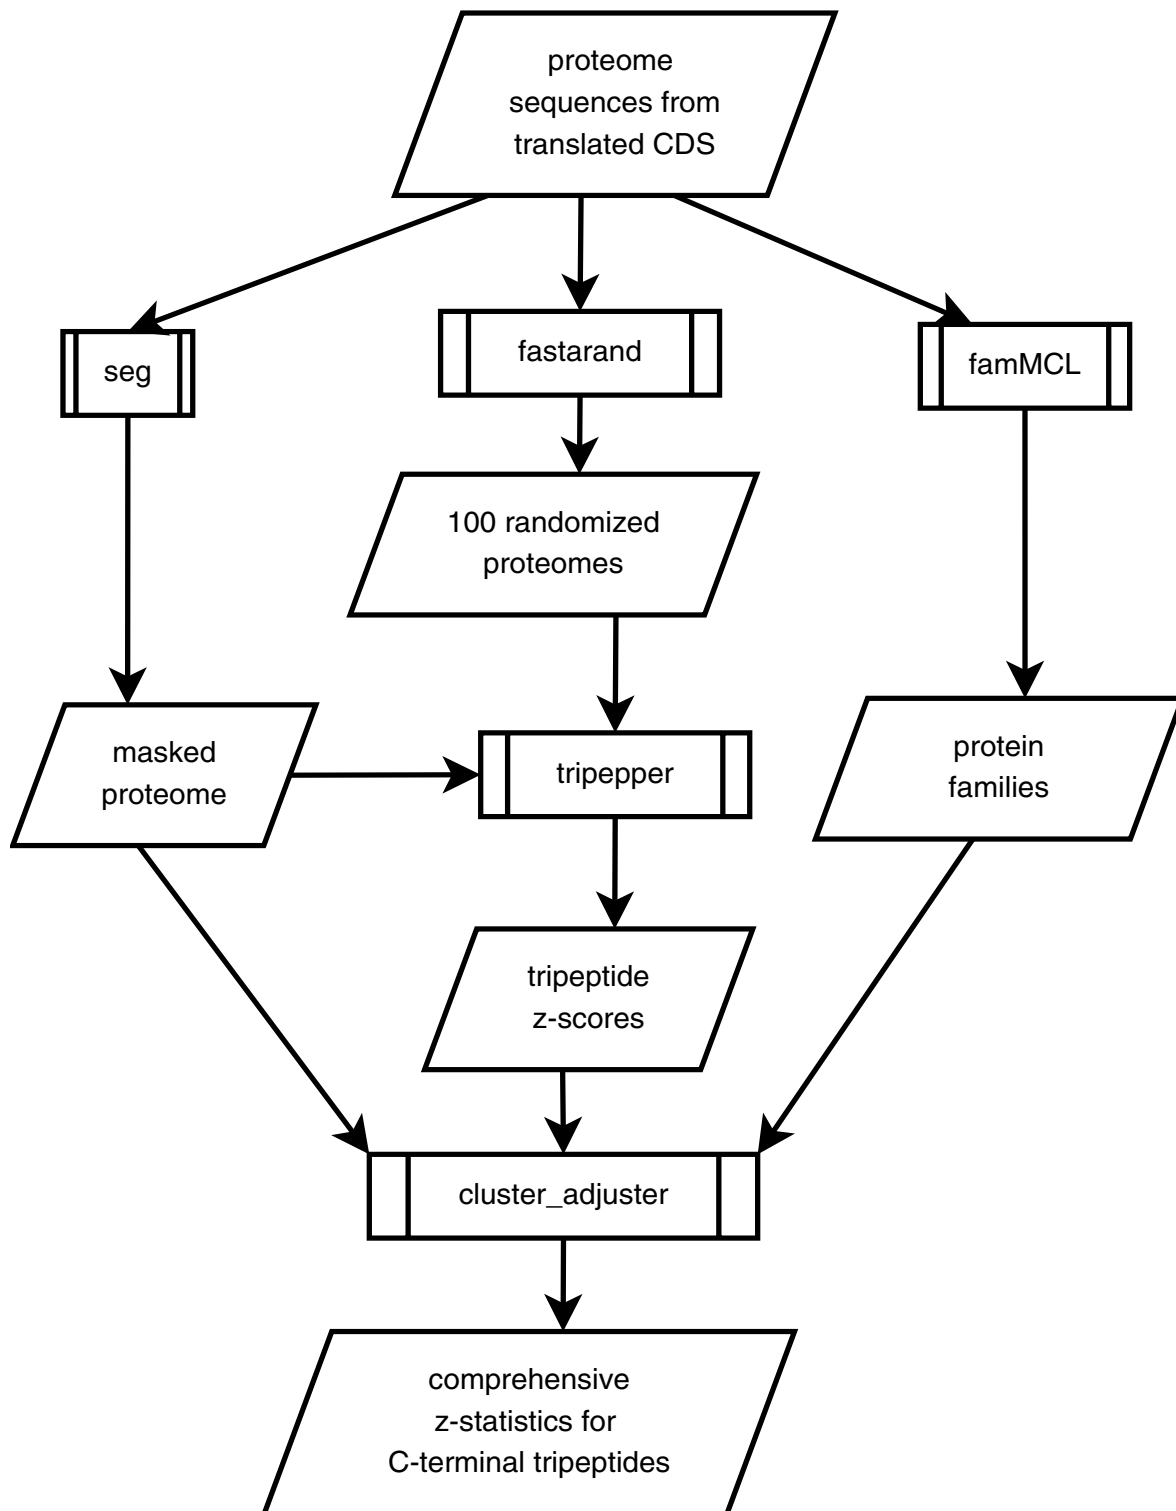 proteome
sequences from
translated CDS
seg
fastarand
famMCL
100 randomized
proteomes
masked
proteome
tripepper
protein
families
tripeptide
z-scores
cluster_adjuster
comprehensive
z-statistics for
C-terminal tripeptides